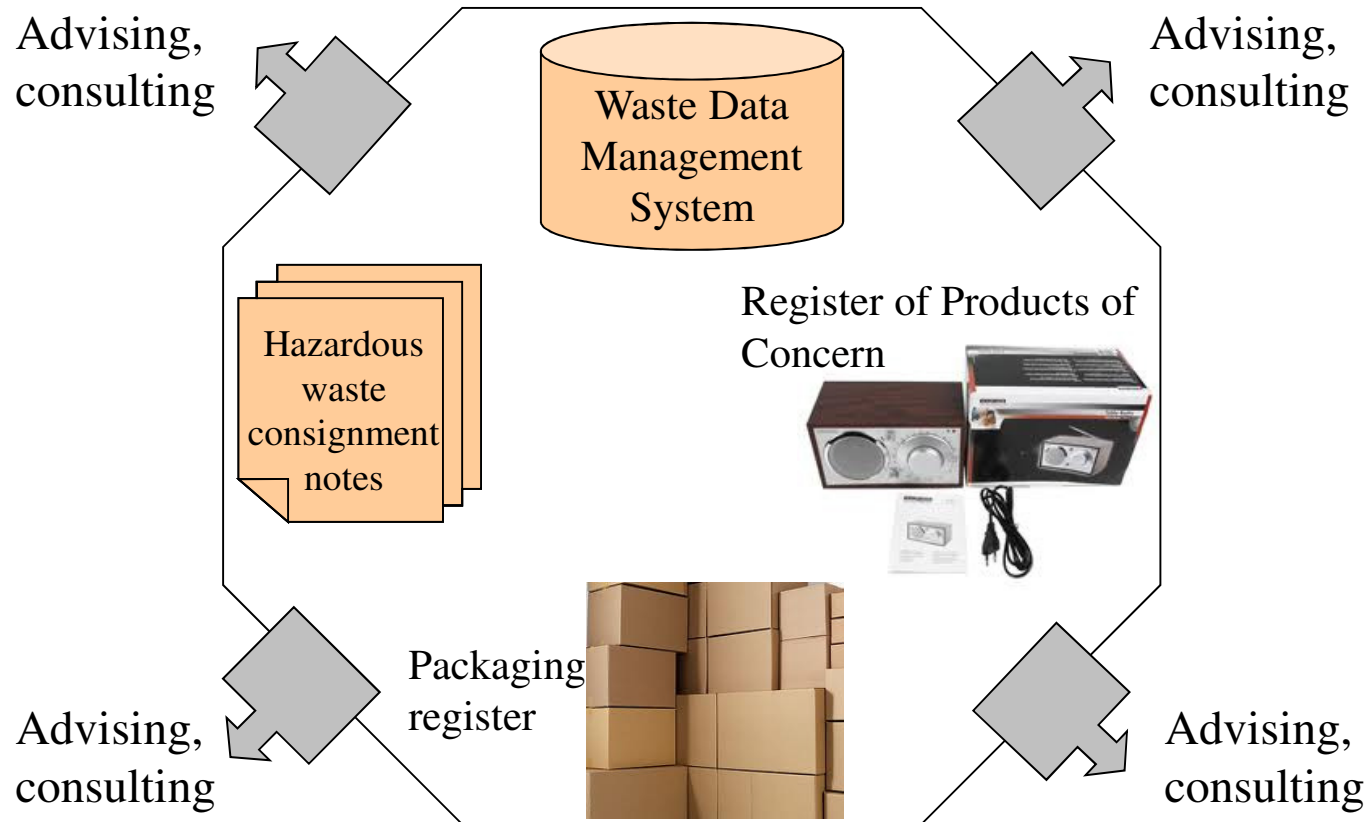 Advising,
consulting
Waste Data
Management
System
Advising,
consulting
Hazardous
waste
consignment
notes
Register of Products of
Concern
Packaging
register
Advising,
consulting
Advising,
consulting